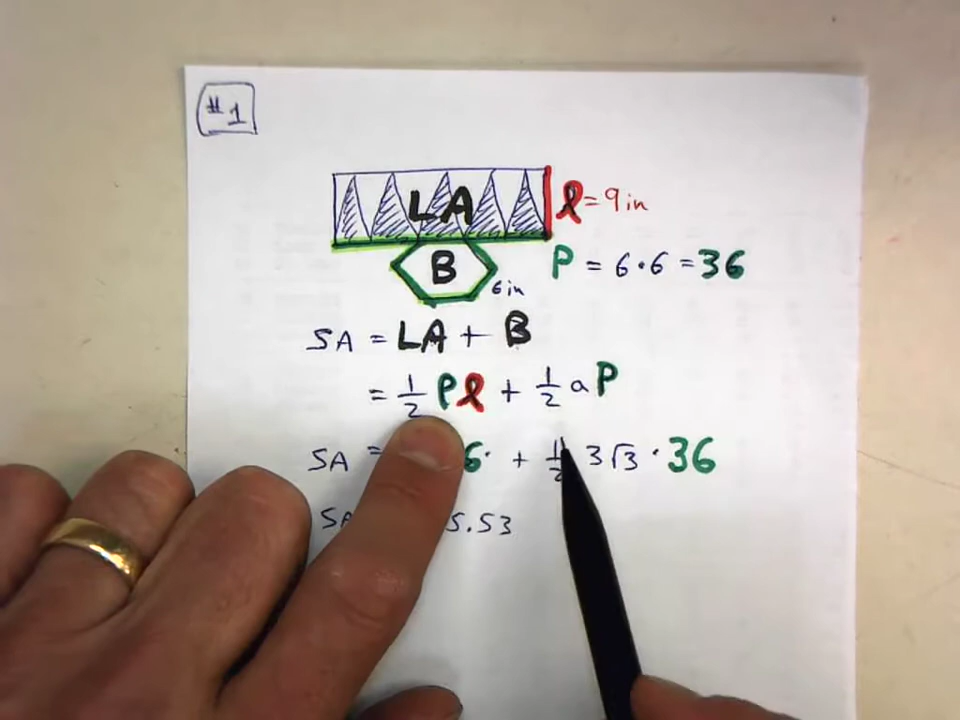 #1
LA ℓ = 9 in
B 6 in P = 6 · 6 = 36
SA = LA + B
= 1/2 Pℓ + 1/2 a P
SA = 6 · + 1/2 3√3 · 36
SA 5.53